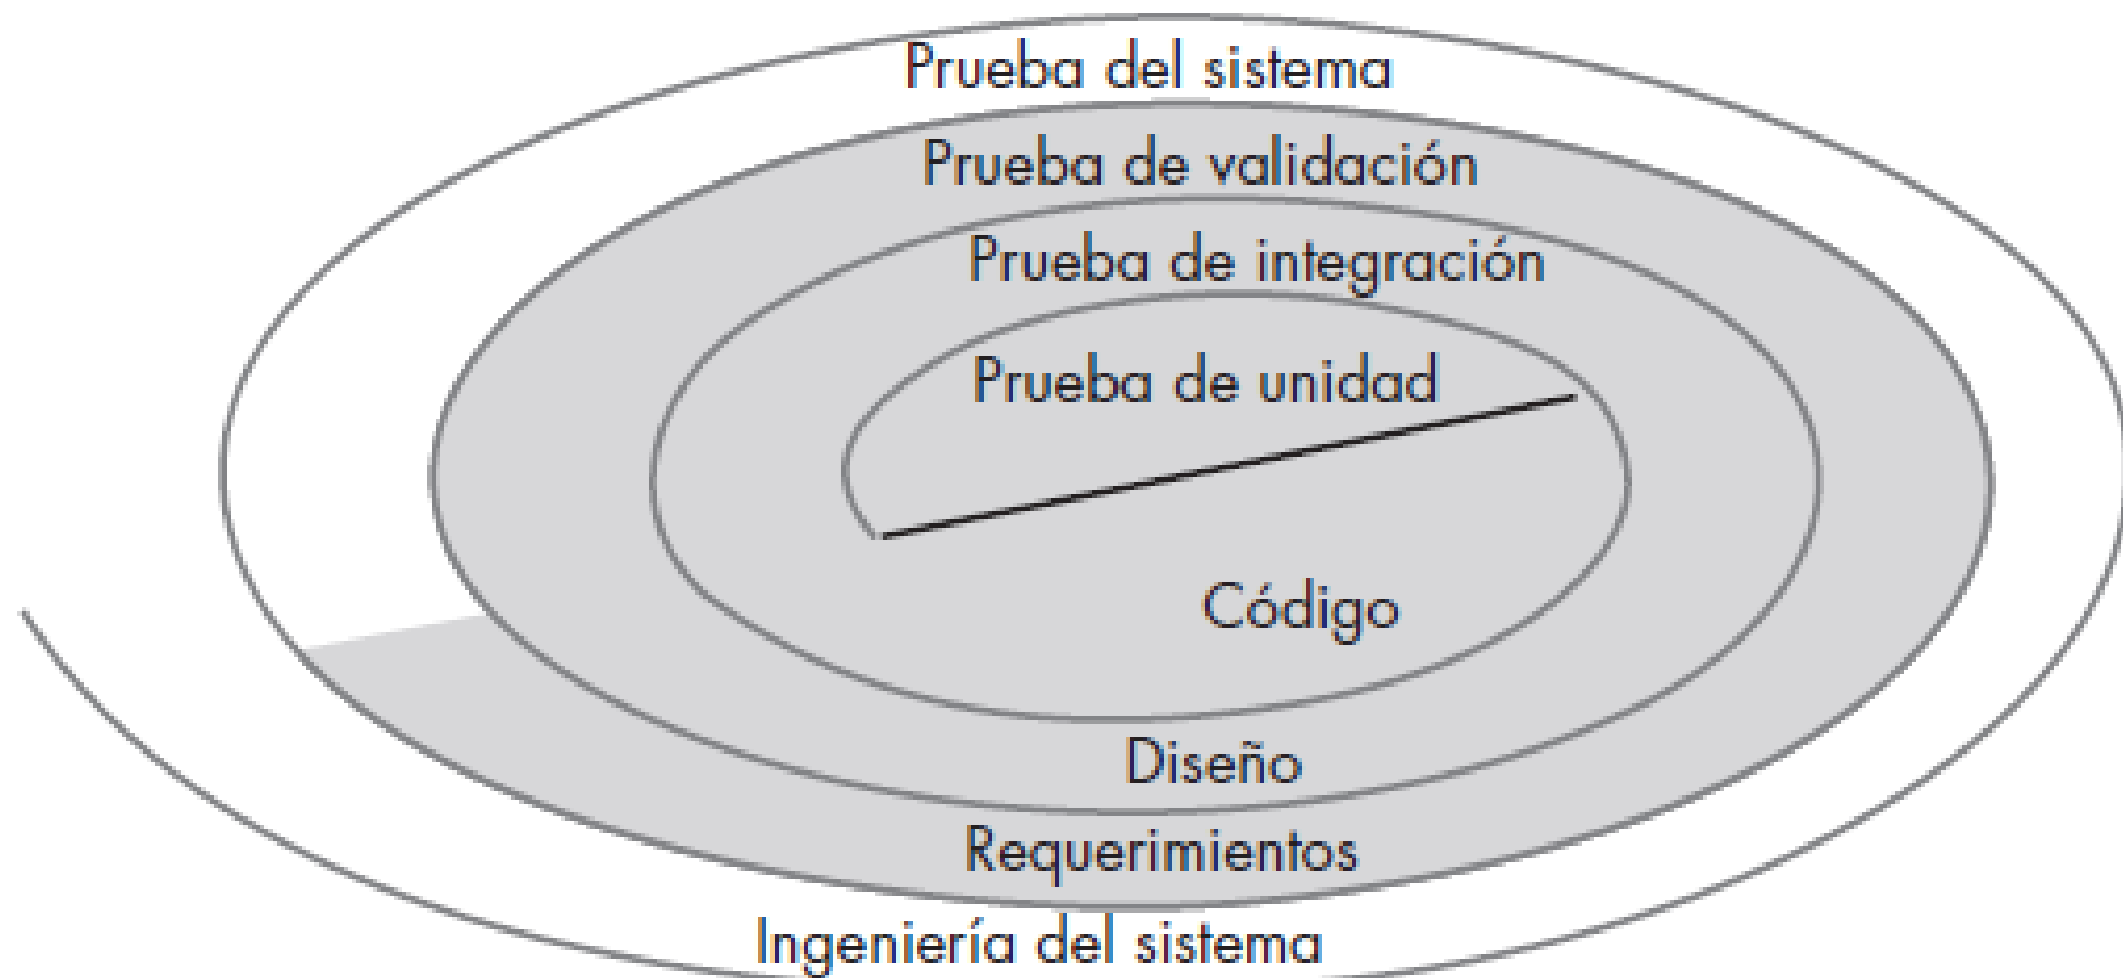 Prueba del sistema
Prueba de validación
Prueba de integración
Prueba de unidad
Código
Diseño
Requerimientos
Ingeniería del sistema